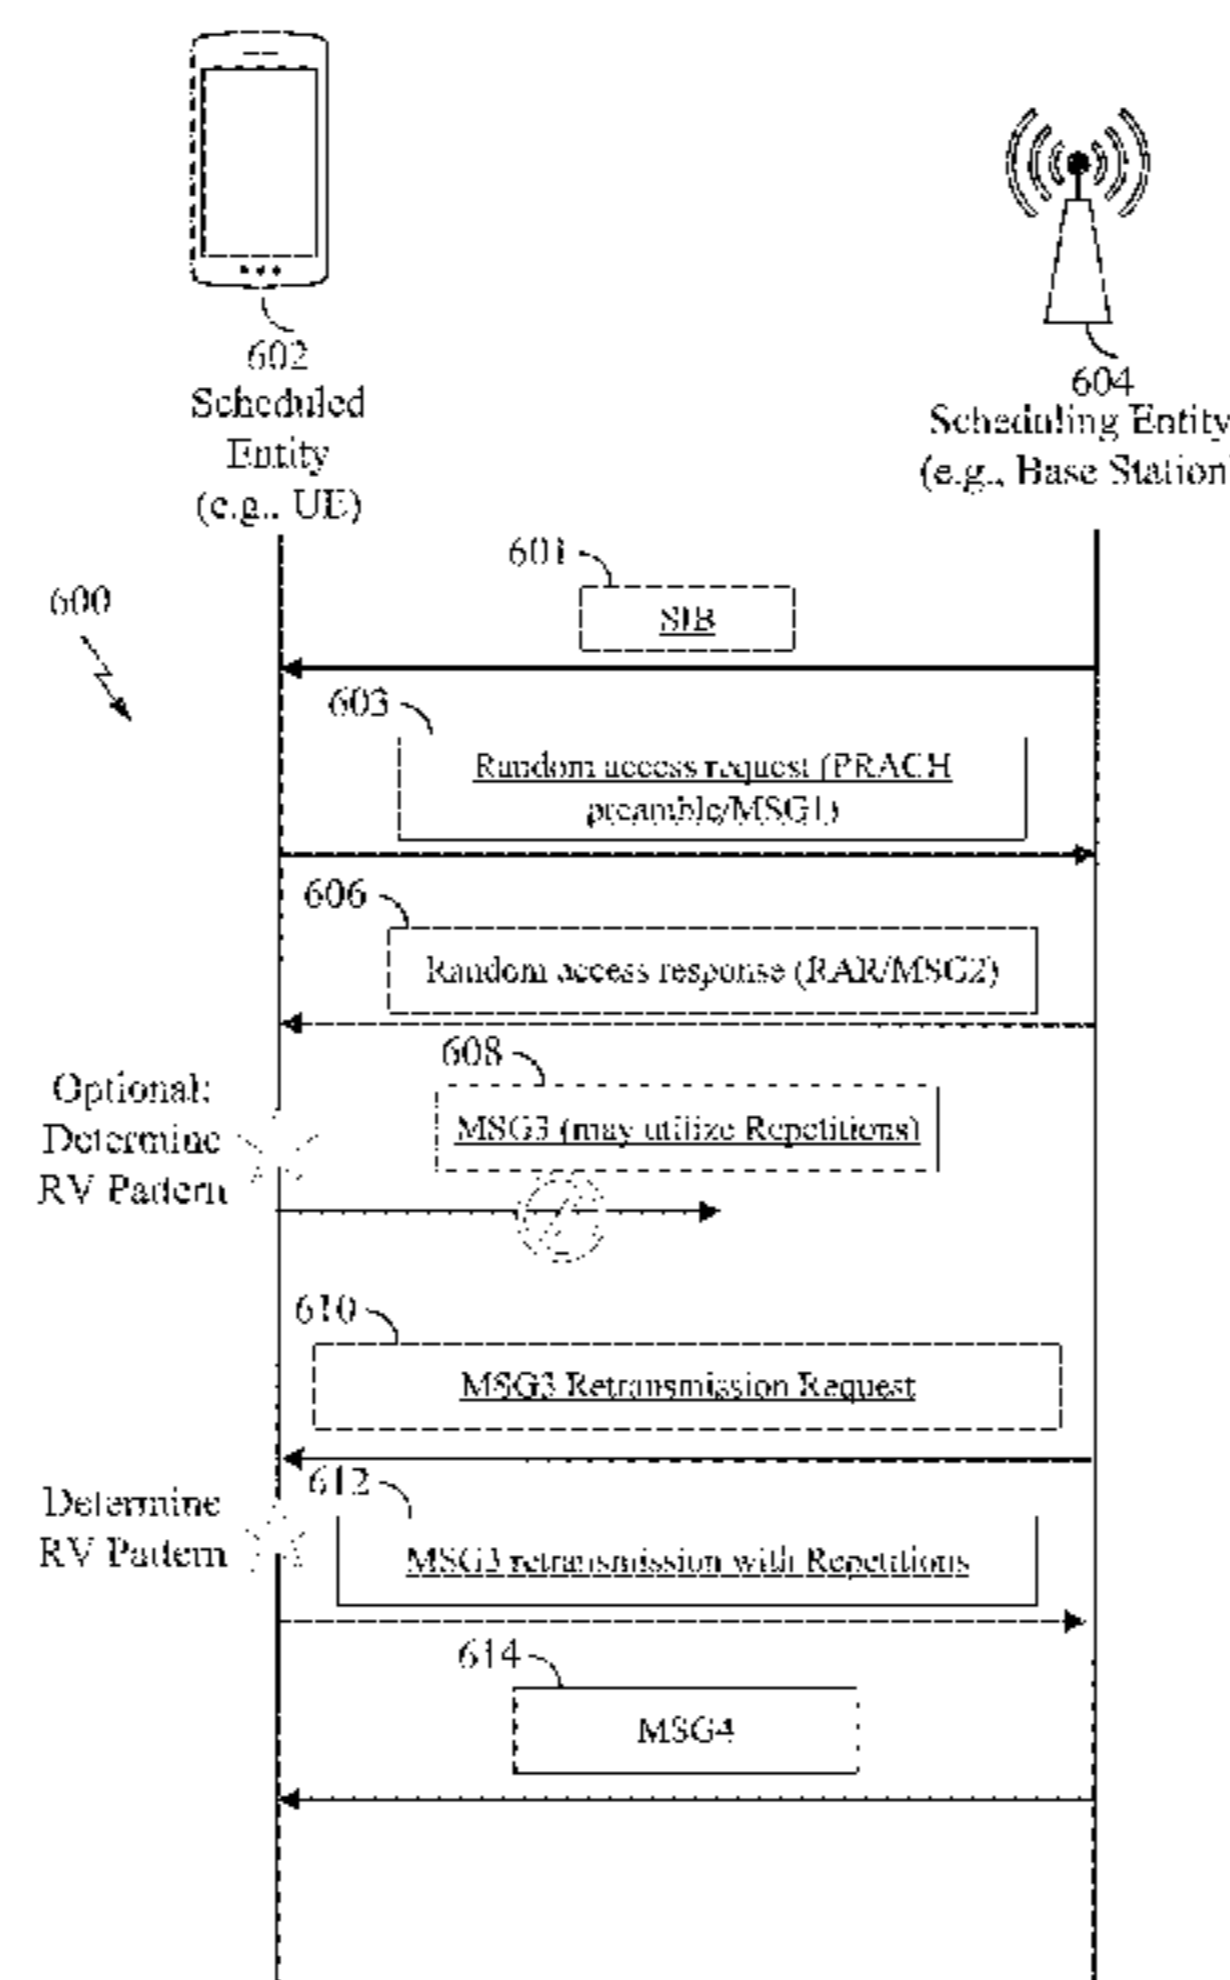 602
Scheduled
Entity
(e.g., UE)
604
Scheduling Entity
(e.g., Base Station)
600
601
SIB
603
Random access request (PRACH
preamble/MSG1)
606
Random access response (RAR/MSG2)
Optional:
Determine
RV Pattern
608
MSG3 (may utilize Repetitions)
610
MSG3 Retransmission Request
Determine
RV Pattern
612
MSG3 retransmission with Repetitions
614
MSG4